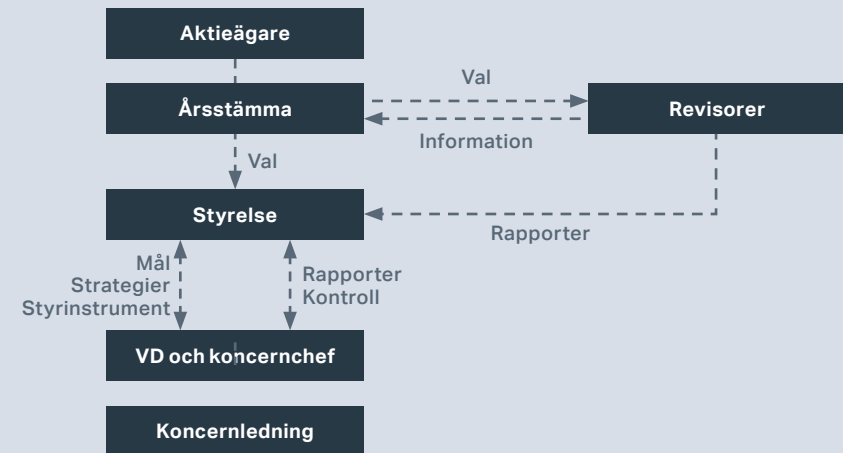 Aktieägare
Val
Årsstämma
Revisorer
Information
Val
Styrelse
Rapporter
Mål
Strategier
Styrinstrument
Rapporter
Kontroll
VD och koncernchef
Koncernledning